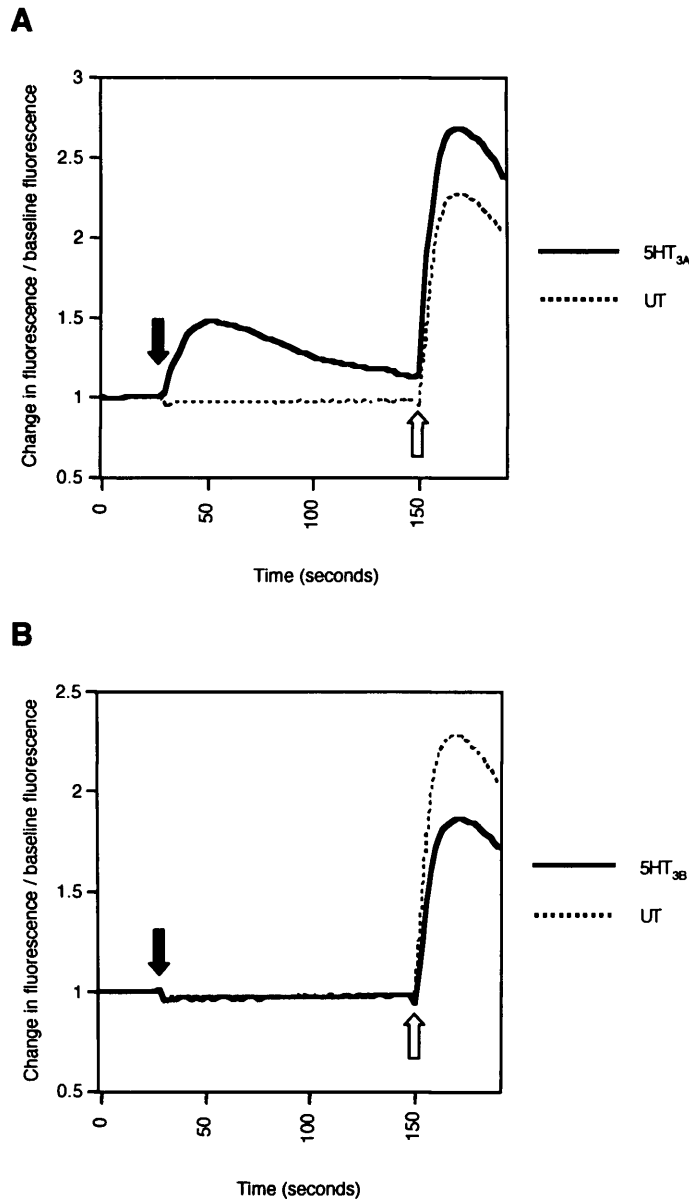 A
Change in fluorescence / baseline fluorescence
3
2.5
2
1.5
1
0.5
0
50
100
150
Time (seconds)
5HT3A
UT
B
Change in fluorescence / baseline fluorescence
2.5
2
1.5
1
0.5
0
50
100
150
Time (seconds)
5HT3B
UT